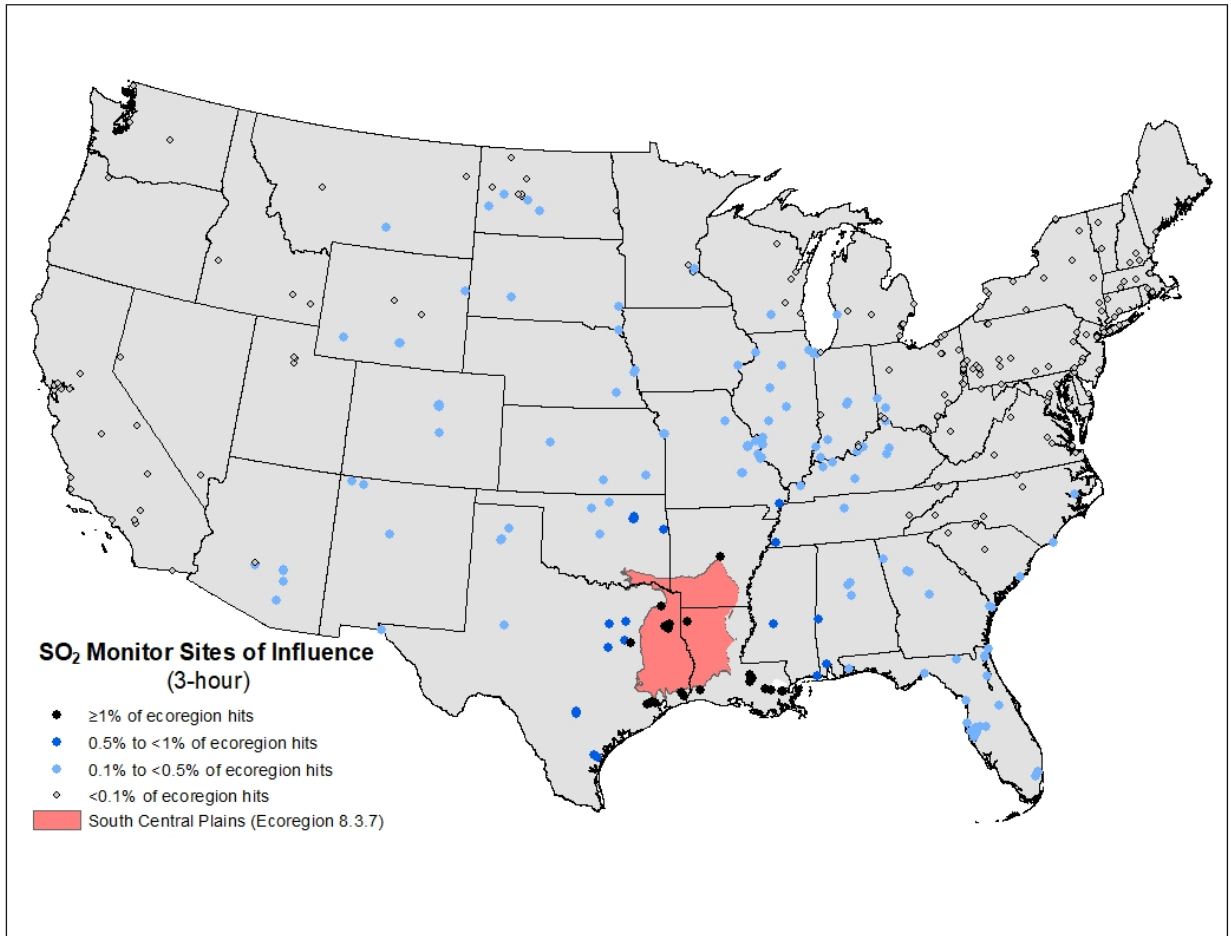 SO₂ Monitor Sites of Influence
(3-hour)
≥1% of ecoregion hits
0.5% to <1% of ecoregion hits
0.1% to <0.5% of ecoregion hits
<0.1% of ecoregion hits
South Central Plains (Ecoregion 8.3.7)